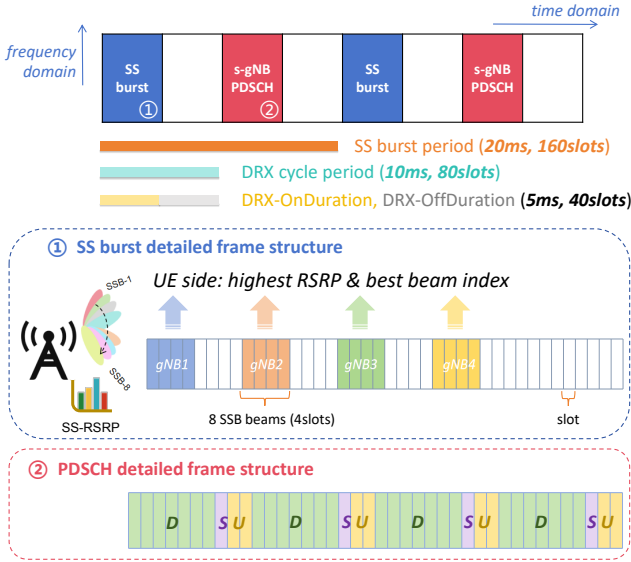 time domain
frequency
domain
SS
burst
①
s-gNB
PDSCH
②
SS
burst
s-gNB
PDSCH
SS burst period (20ms, 160slots)
DRX cycle period (10ms, 80slots)
DRX-OnDuration, DRX-OffDuration (5ms, 40slots)
① SS burst detailed frame structure
UE side: highest RSRP & best beam index
SSB-1
SSB-8
SS-RSRP
gNB1
gNB2
gNB3
gNB4
8 SSB beams (4slots)
slot
② PDSCH detailed frame structure
D S U D S U D S U D S U